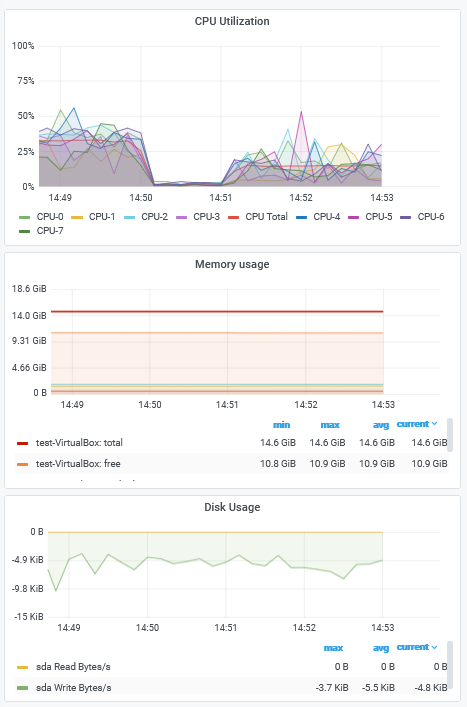 CPU Utilization
100%
75%
50%
25%
0%
14:49 14:50 14:51 14:52 14:53
CPU-0 CPU-1 CPU-2 CPU-3 CPU Total CPU-4 CPU-5 CPU-6
CPU-7
Memory usage
18.6 GiB
14.0 GiB
9.31 GiB
4.66 GiB
0 B
14:49 14:50 14:51 14:52 14:53
min max avg current
test-VirtualBox: total 14.6 GiB 14.6 GiB 14.6 GiB 14.6 GiB
test-VirtualBox: free 10.8 GiB 10.9 GiB 10.9 GiB 10.9 GiB
Disk Usage
0 B
-4.9 KiB
-9.8 KiB
-15 KiB
14:49 14:50 14:51 14:52 14:53
max avg current
sda Read Bytes/s 0 B 0 B 0 B
sda Write Bytes/s -3.7 KiB -5.5 KiB -4.8 KiB